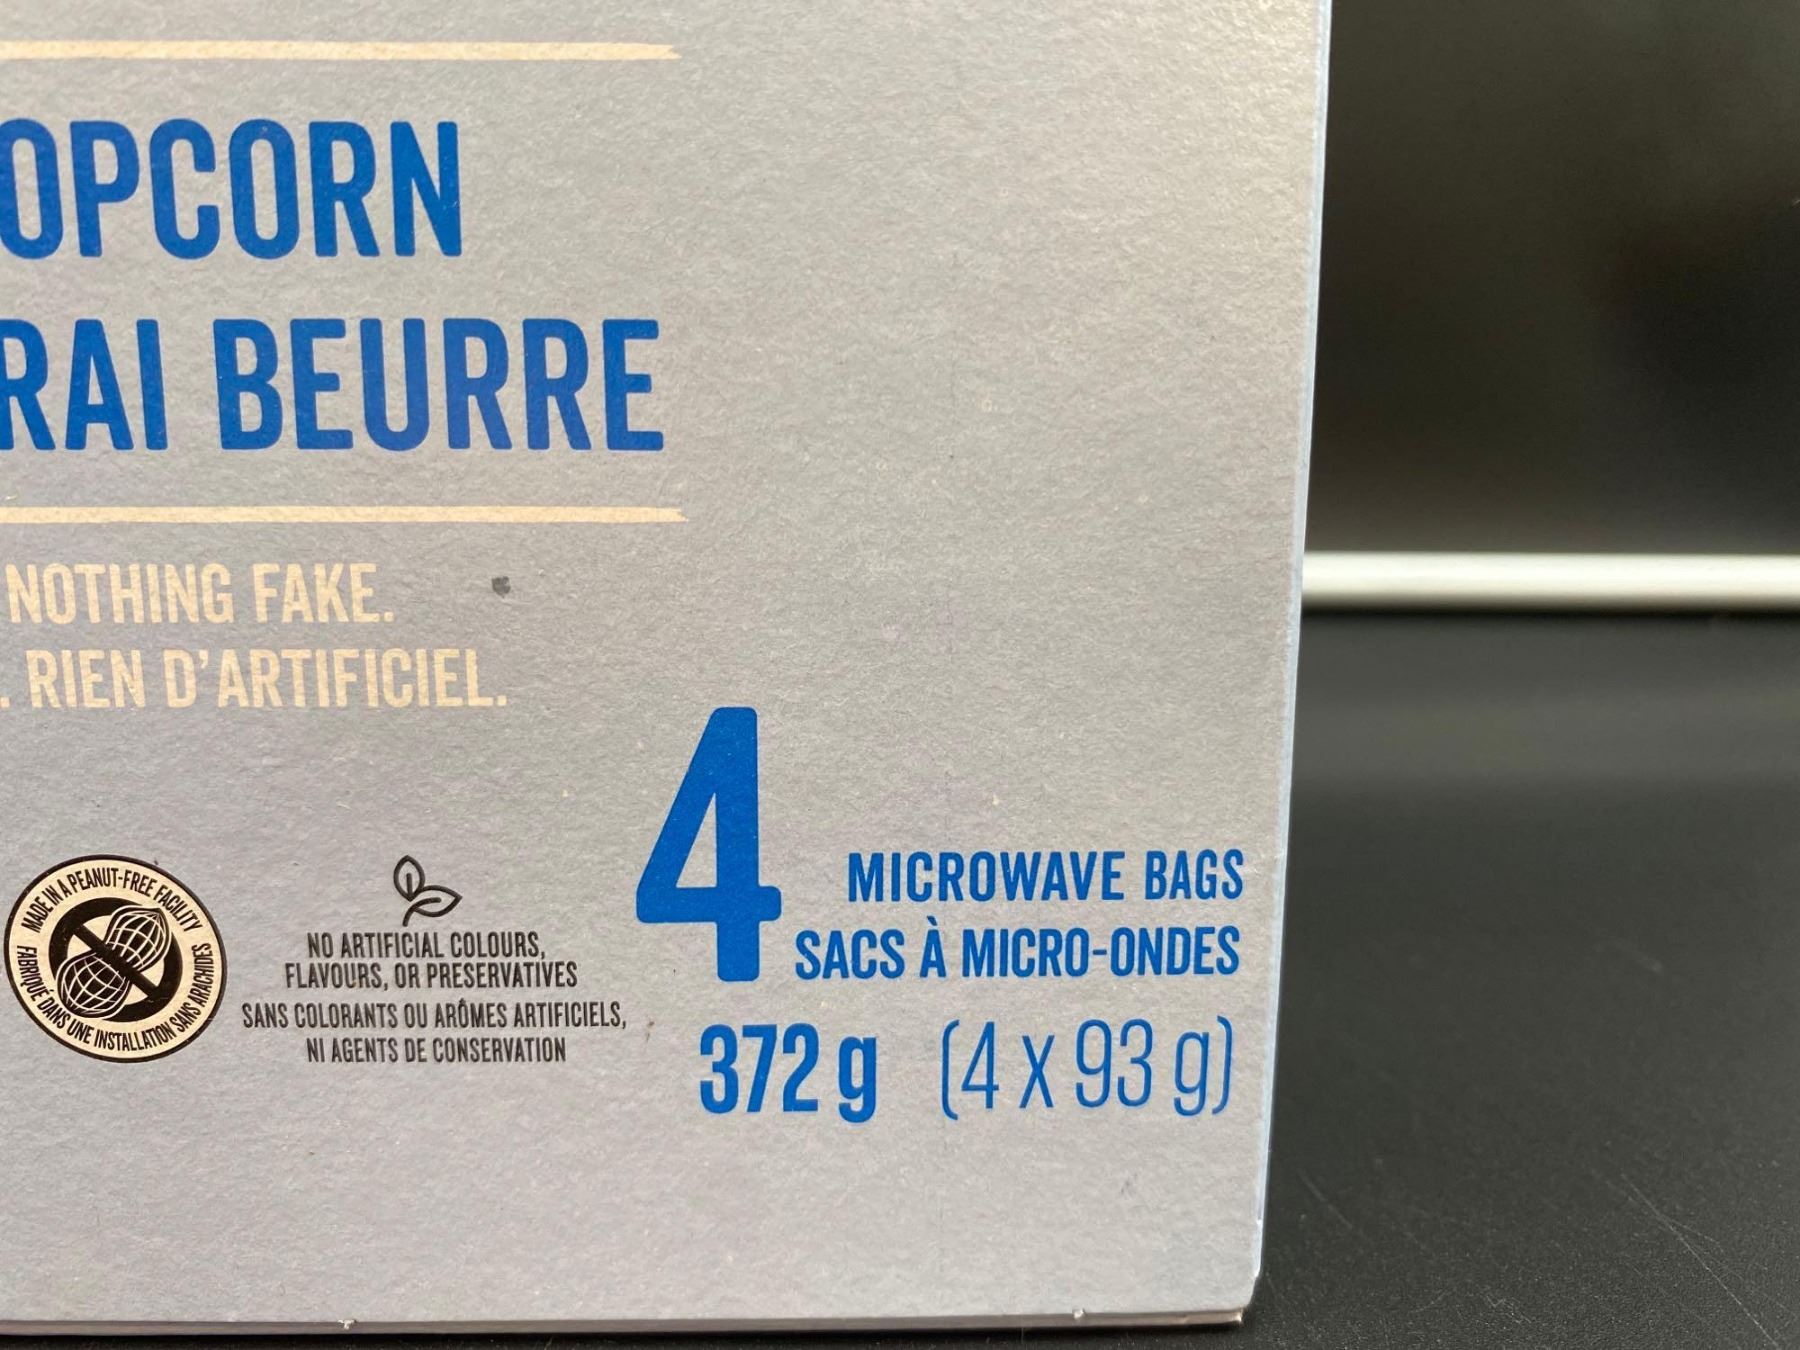 OPCORN
RAI BEURRE
NOTHING FAKE.
. RIEN D'ARTIFICIEL.
4
MICROWAVE BAGS
SACS À MICRO-ONDES
372 g (4 x 93 g)
MADE IN A PEANUT-FREE FACILITY
FABRIQUÉ DANS UNE INSTALLATION SANS ARACHIDES
NO ARTIFICIAL COLOURS,
FLAVOURS, OR PRESERVATIVES
SANS COLORANTS OU ARÔMES ARTIFICIELS,
NI AGENTS DE CONSERVATION